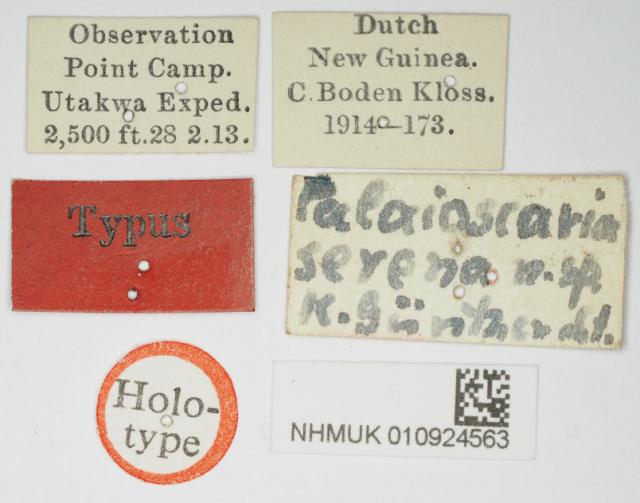 Observation
Point Camp.
Utakwa Exped.
2,500 ft.28 2.13.
Dutch
New Guinea.
C. Boden Kloss.
1914—173.
Typus
Palaioscaria
serena n. sp
K. Günther det.
Holo-
type
NHMUK 010924563